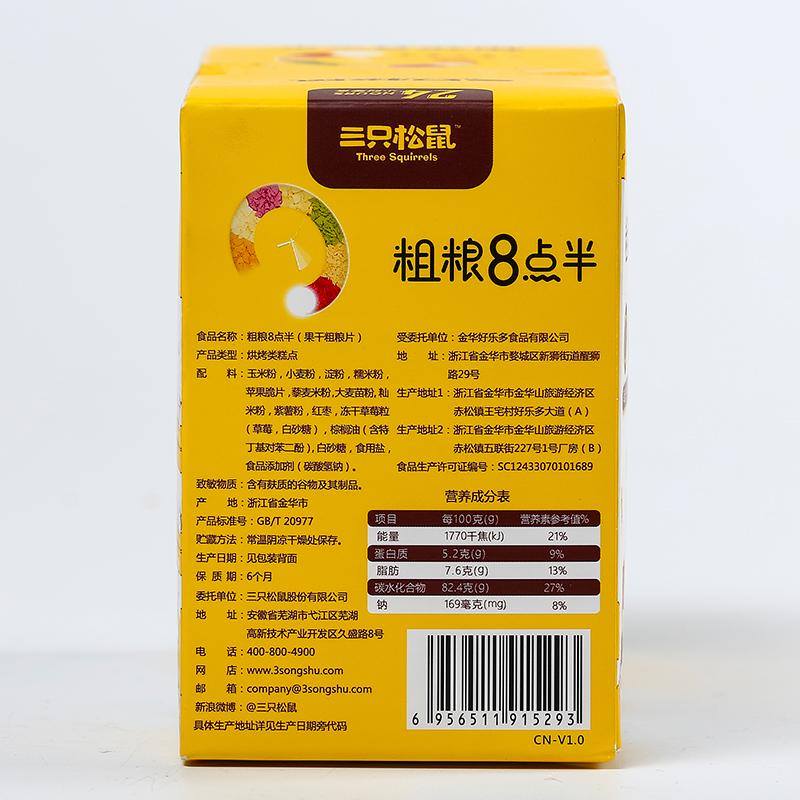 三只松鼠™
Three Squirrels
粗粮8点半
食品名称：粗粮8点半（果干粗粮片）
产品类型：烘烤类糕点
配 料：玉米粉，小麦粉，淀粉，糯米粉，
苹果脆片，藜麦米粉，大麦苗粉，籼
米粉，紫薯粉，红枣，冻干草莓粒
（草莓，白砂糖），棕榈油（含特
丁基对苯二酚），白砂糖，食用盐，
食品添加剂（碳酸氢钠）。
致敏物质：含有麸质的谷物及其制品。
产 地：浙江省金华市
产品标准号：GB/T 20977
贮藏方法：常温阴凉干燥处保存。
生产日期：见包装背面
保 质 期：6个月
委托单位：三只松鼠股份有限公司
地 址：安徽省芜湖市弋江区芜湖
高新技术产业开发区久盛路8号
电 话：400-800-4900
网 店：www.3songshu.com
邮 箱：company@3songshu.com
新浪微博：@三只松鼠
具体生产地址详见生产日期旁代码
受委托单位：金华好乐多食品有限公司
地 址：浙江省金华市婺城区新狮街道醒狮
路29号
生产地址1：浙江省金华市金华山旅游经济区
赤松镇王宅村好乐多大道（A）
生产地址2：浙江省金华市金华山旅游经济区
赤松镇五联街227号1号厂房（B）
食品生产许可证编号：SC12433070101689
营养成分表
项目 每100克(g) 营养素参考值%
能量 1770千焦(kJ) 21%
蛋白质 5.2克(g) 9%
脂肪 7.6克(g) 13%
碳水化合物 82.4克(g) 27%
钠 169毫克(mg) 8%
6 956511 915293
CN-V1.0